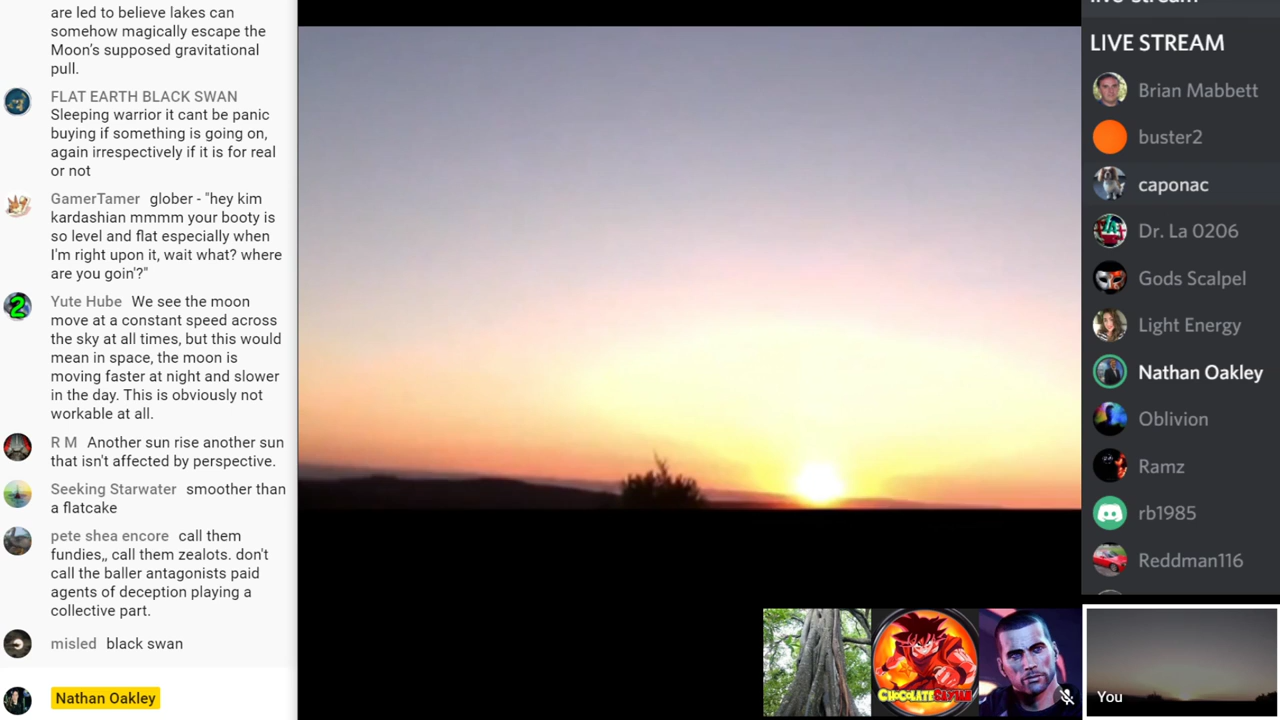 are led to believe lakes can
somehow magically escape the
Moon's supposed gravitational
pull.
FLAT EARTH BLACK SWAN
Sleeping warrior it cant be panic
buying if something is going on,
again irrespectively if it is for real
or not
GamerTamer glober - "hey kim
kardashian mmmm your booty is
so level and flat especially when
I'm right upon it, wait what? where
are you goin'?"
Yute Hube We see the moon
move at a constant speed across
the sky at all times, but this would
mean in space, the moon is
moving faster at night and slower
in the day. This is obviously not
workable at all.
R M Another sun rise another sun
that isn't affected by perspective.
Seeking Starwater smoother than
a flatcake
pete shea encore call them
fundies,, call them zealots. don't
call the baller antagonists paid
agents of deception playing a
collective part.
misled black swan
Nathan Oakley
LIVE STREAM
Brian Mabbett
buster2
caponac
Dr. La 0206
Gods Scalpel
Light Energy
Nathan Oakley
Oblivion
Ramz
rb1985
Reddman116
CHOCOLATE SAIYAN
You